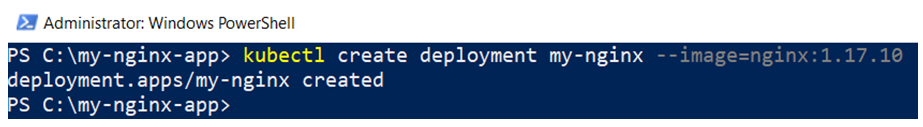 Administrator: Windows PowerShell
PS C:\my-nginx-app> kubectl create deployment my-nginx --image=nginx:1.17.10
deployment.apps/my-nginx created
PS C:\my-nginx-app>